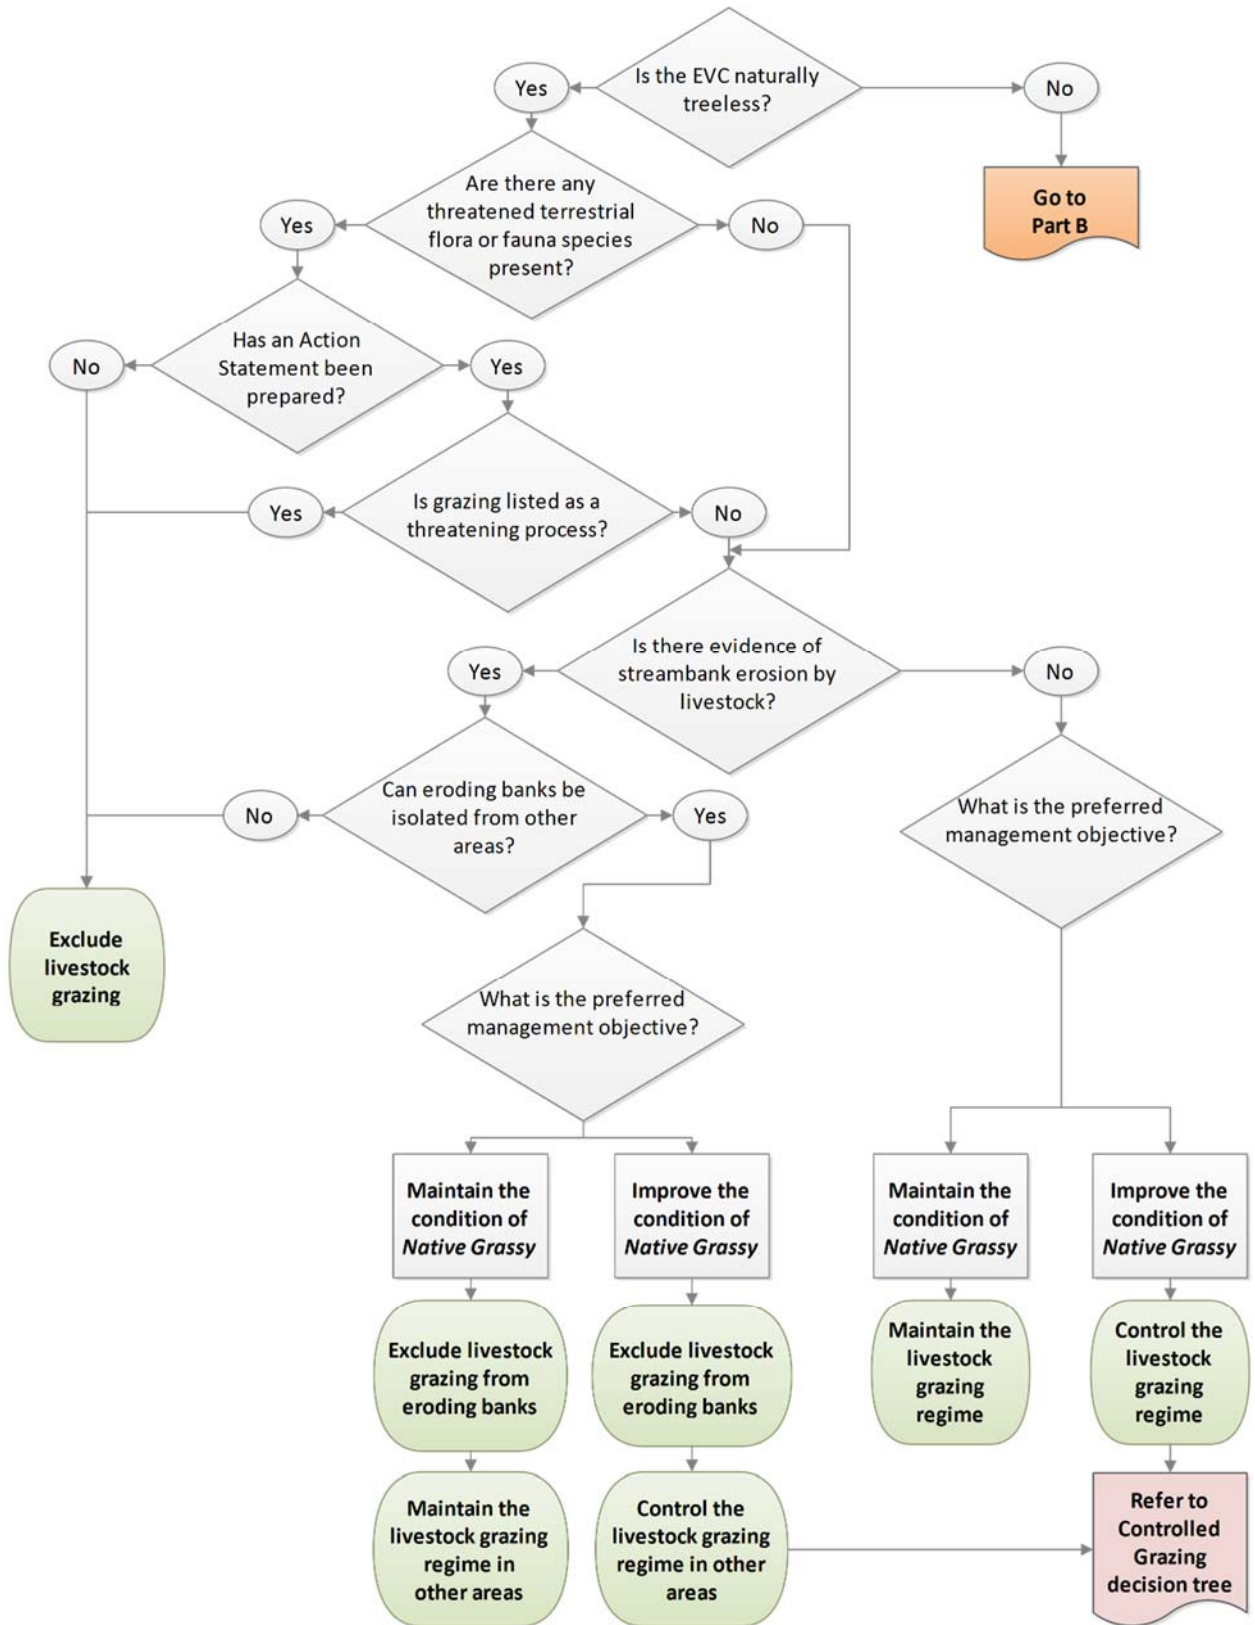 Is the EVC naturally
treeless?
Yes
No
Go to
Part B
Are there any
threatened terrestrial
flora or fauna species
present?
Yes
No
Has an Action
Statement been
prepared?
No
Yes
Is grazing listed as a
threatening process?
Yes
No
Is there evidence of
streambank erosion by
livestock?
Yes
No
Can eroding banks be
isolated from other
areas?
No
Yes
What is the preferred
management objective?
Exclude
livestock
grazing
What is the preferred
management objective?
Maintain the
condition of
Native Grassy
Improve the
condition of
Native Grassy
Maintain the
condition of
Native Grassy
Improve the
condition of
Native Grassy
Exclude livestock
grazing from
eroding banks
Exclude livestock
grazing from
eroding banks
Maintain the
livestock
grazing
regime
Control the
livestock
grazing
regime
Maintain the
livestock grazing
regime in
other areas
Control the
livestock grazing
regime in other
areas
Refer to
Controlled
Grazing
decision tree